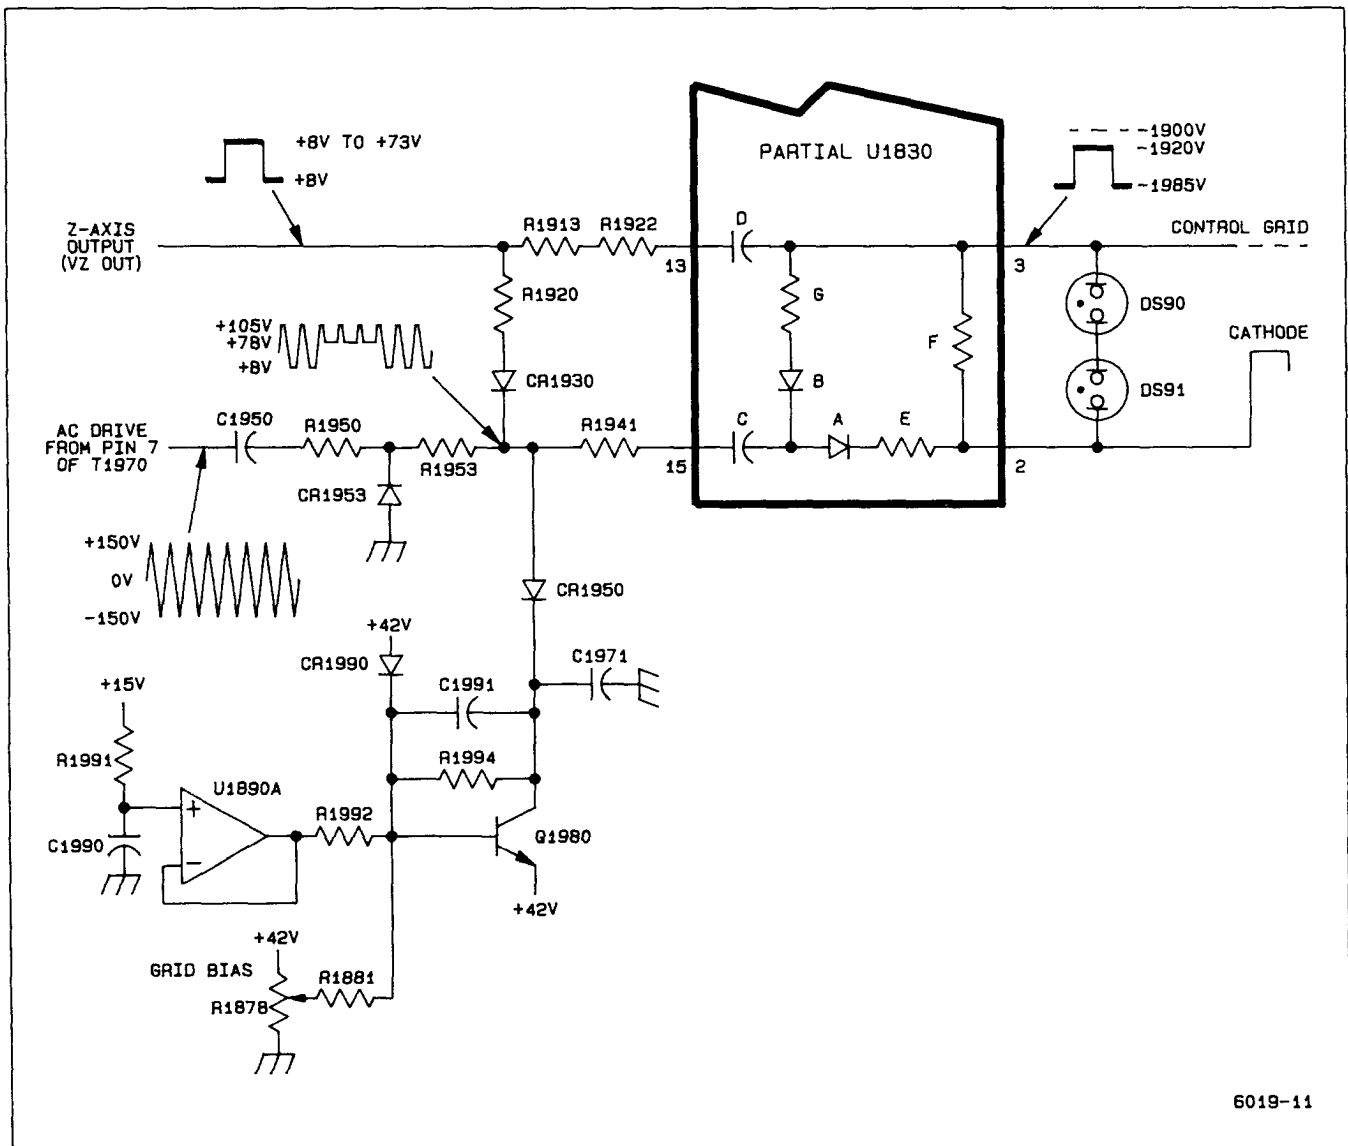 +8V TO +73V
+8V
Z-AXIS
OUTPUT
(VZ OUT)
R1913
R1922
13
D
PARTIAL U1830
-1900V
-1920V
-1985V
3
CONTROL GRID
R1920
G
F
DS90
CATHODE
+105V
+78V
+8V
CR1930
B
DS91
AC DRIVE
FROM PIN 7
OF T1970
C1950
R1950
R1953
R1941
15
C
A
E
2
CR1953
+150V
0V
-150V
CR1950
+42V
CR1990
C1971
C1991
+15V
R1991
R1994
U1890A
+
-
R1992
Q1980
C1990
+42V
+42V
GRID BIAS
R1881
R1878
6019-11